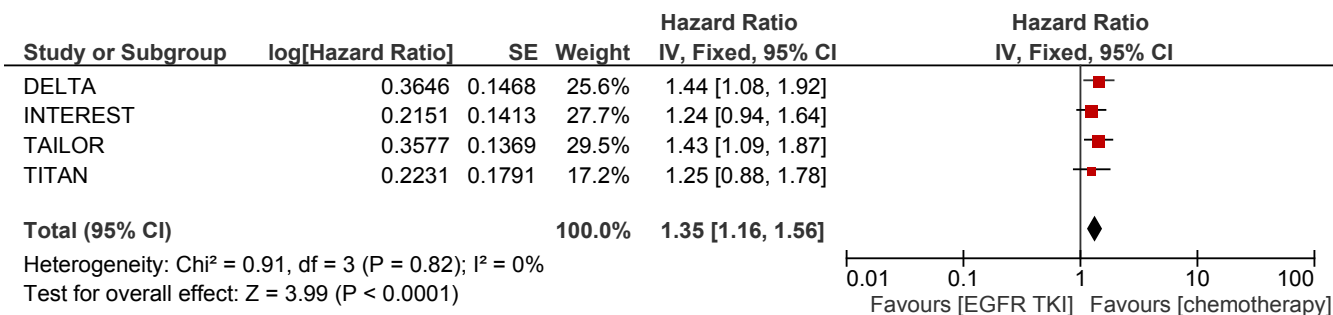 Hazard Ratio Hazard Ratio
Study or Subgroup log[Hazard Ratio] SE Weight IV, Fixed, 95% CI IV, Fixed, 95% CI
DELTA 0.3646 0.1468 25.6% 1.44 [1.08, 1.92]
INTEREST 0.2151 0.1413 27.7% 1.24 [0.94, 1.64]
TAILOR 0.3577 0.1369 29.5% 1.43 [1.09, 1.87]
TITAN 0.2231 0.1791 17.2% 1.25 [0.88, 1.78]
Total (95% CI) 100.0% 1.35 [1.16, 1.56]
Heterogeneity: Chi² = 0.91, df = 3 (P = 0.82); I² = 0%
Test for overall effect: Z = 3.99 (P < 0.0001)
0.01 0.1 1 10 100
Favours [EGFR TKI] Favours [chemotherapy]